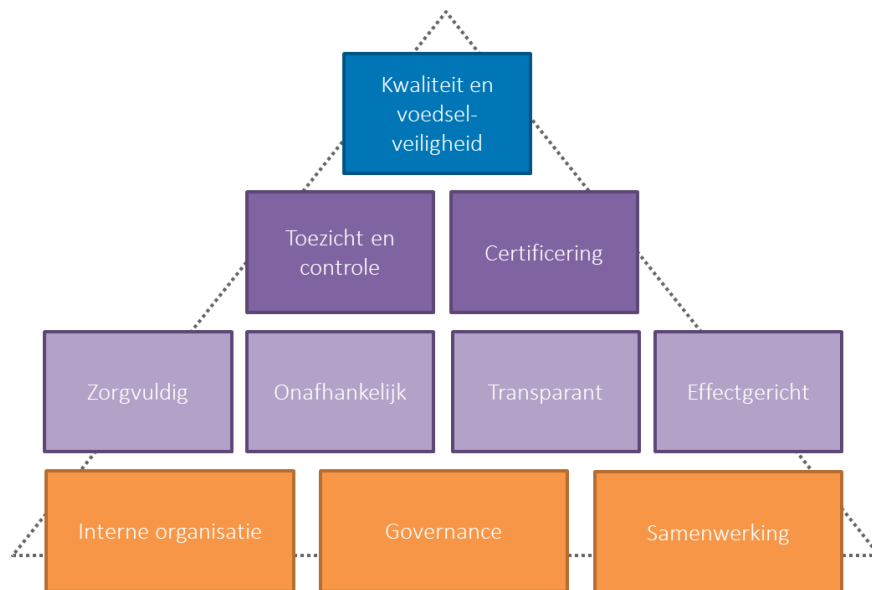 Kwaliteit en
voedsel-
veiligheid
Toezicht en
controle
Certificering
Zorgvuldig
Onafhankelijk
Transparant
Effectgericht
Interne organisatie
Governance
Samenwerking